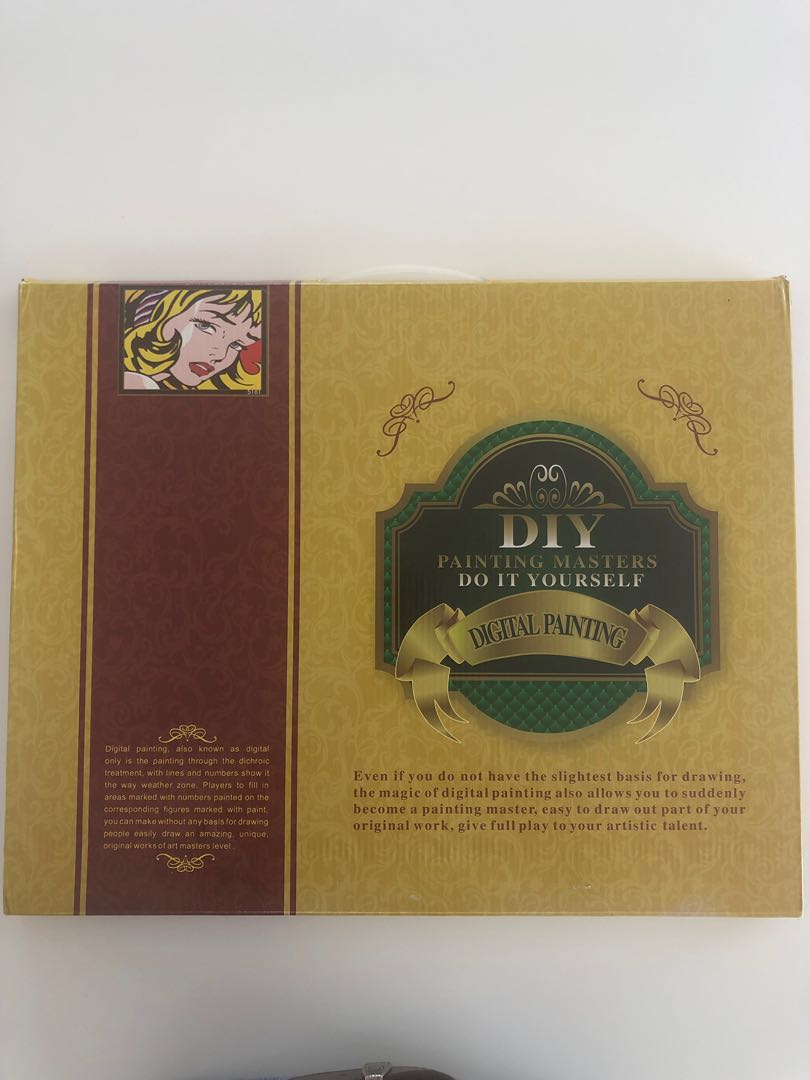 5181
DIY
PAINTING MASTERS
DO IT YOURSELF
DIGITAL PAINTING
Digital painting, also known as digital
only is the painting through the dichroic
treatment, with lines and numbers show it
the way weather zone. Players to fill in
areas marked with numbers painted on the
corresponding figures marked with paint,
you can make without any basis for drawing
people easily draw an amazing, unique,
original works of art masters level .
Even if you do not have the slightest basis for drawing,
the magic of digital painting also allows you to suddenly
become a painting master, easy to draw out part of your
original work, give full play to your artistic talent.